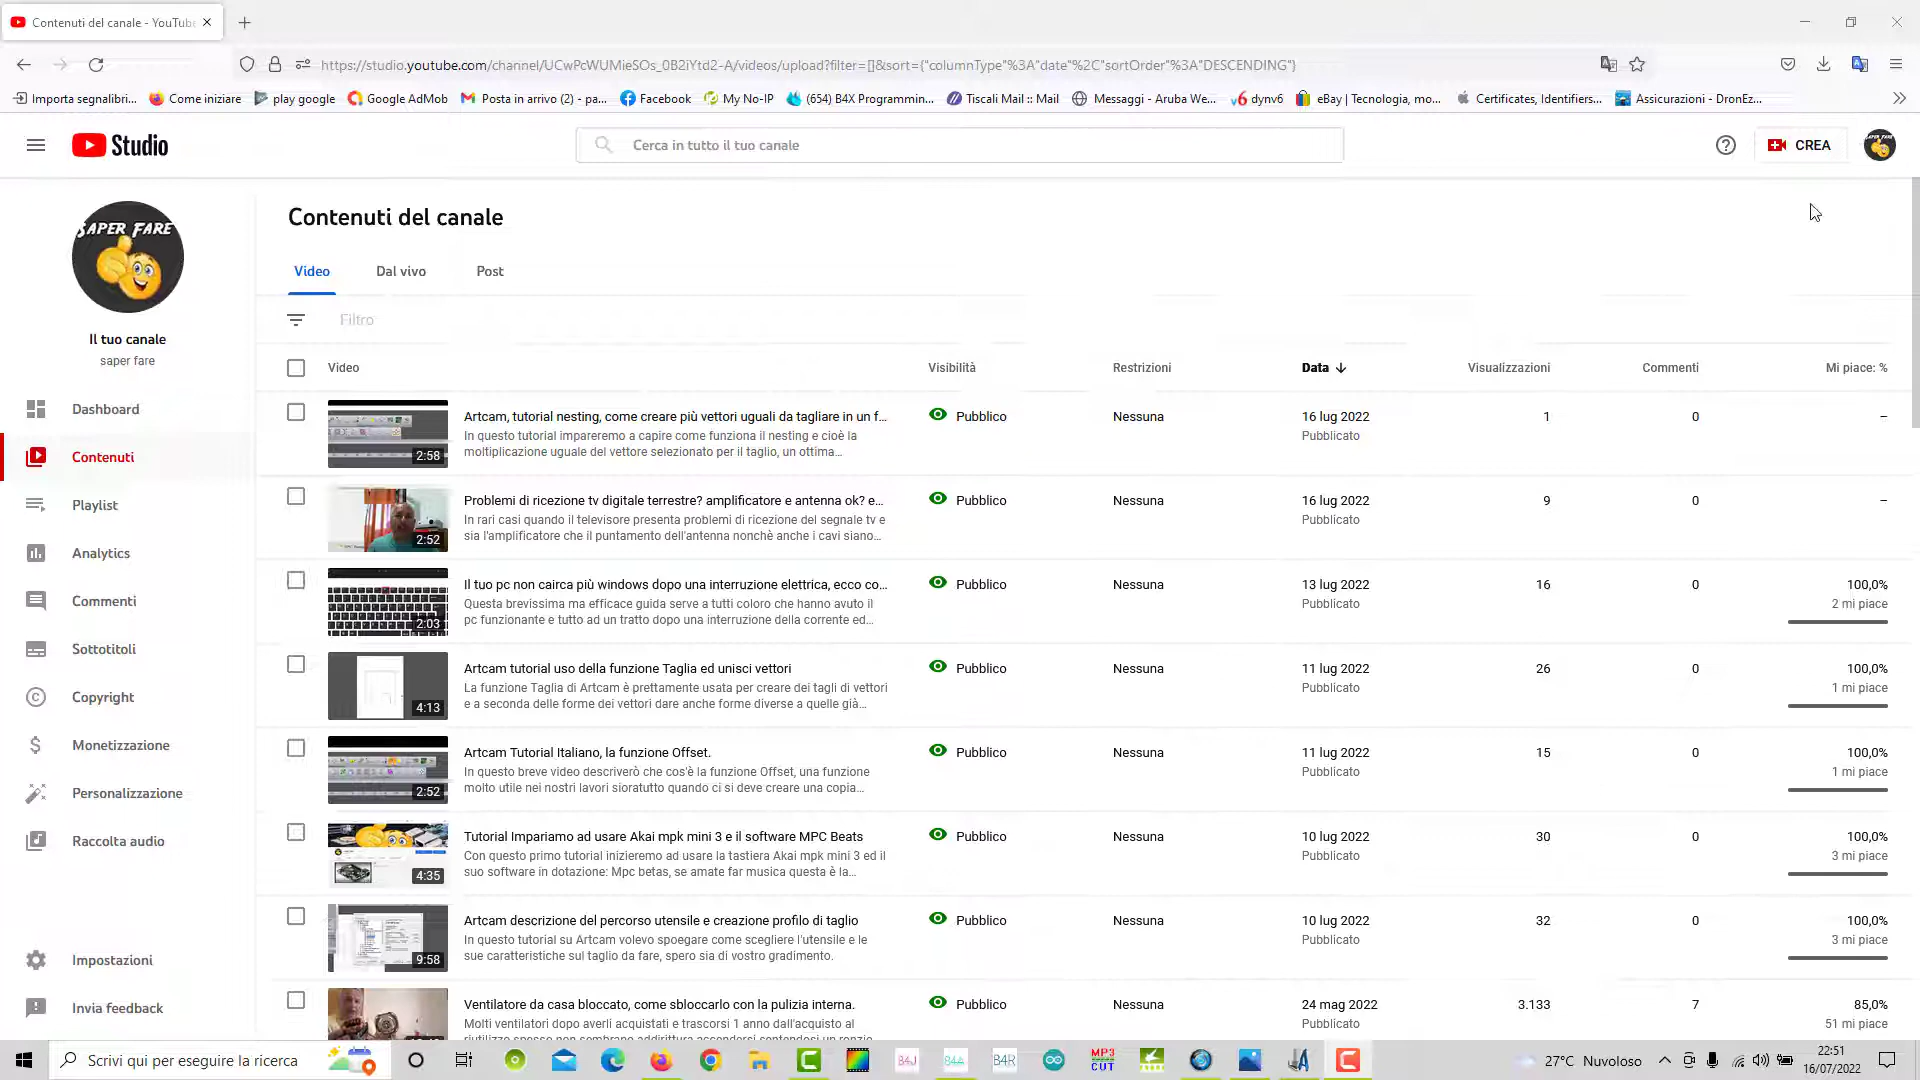 Contenuti del canale - YouTube
https://studio.youtube.com/channel/UCwPcWUMieSOs_0B2iYtd2-A/videos/upload?filter=[]&sort={"columnType"%3A"date"%2C"sortOrder"%3A"DESCENDING"}
Importa segnalibri... Come iniziare play google Google AdMob Posta in arrivo (2) - pa... Facebook My No-IP (654) B4X Programmin... Tiscali Mail :: Mail Messaggi - Aruba We... dynv6 eBay | Tecnologia, mo... Certificates, Identifiers... Assicurazioni - DronEz...
Studio
Cerca in tutto il tuo canale
CREA
SAPER FARE
Il tuo canale
saper fare
Dashboard
Contenuti
Playlist
Analytics
Commenti
Sottotitoli
Copyright
Monetizzazione
Personalizzazione
Raccolta audio
Impostazioni
Invia feedback
Contenuti del canale
Video Dal vivo Post
Filtro
Video Visibilità Restrizioni Data Visualizzazioni Commenti Mi piace: %
Artcam, tutorial nesting, come creare più vettori uguali da tagliare in un f... Pubblico Nessuna 16 lug 2022 1 0 –
In questo tutorial impareremo a capire come funziona il nesting e cioè la Pubblicato
moltiplicazione uguale del vettore selezionato per il taglio, un ottima...
2:58
Problemi di ricezione tv digitale terrestre? amplificatore e antenna ok? e... Pubblico Nessuna 16 lug 2022 9 0 –
In rari casi quando il televisore presenta problemi di ricezione del segnale tv e Pubblicato
sia l'amplificatore che il puntamento dell'antenna nonchè anche i cavi siano...
2:52
Il tuo pc non cairca più windows dopo una interruzione elettrica, ecco co... Pubblico Nessuna 13 lug 2022 16 0 100,0%
Questa brevissima ma efficace guida serve a tutti coloro che hanno avuto il Pubblicato 2 mi piace
pc funzionante e tutto ad un tratto dopo una interruzione della corrente ed...
2:03
Artcam tutorial uso della funzione Taglia ed unisci vettori Pubblico Nessuna 11 lug 2022 26 0 100,0%
La funzione Taglia di Artcam è prettamente usata per creare dei tagli di vettori Pubblicato 1 mi piace
e a seconda delle forme dei vettori dare anche forme diverse a quelle già...
4:13
Artcam Tutorial Italiano, la funzione Offset. Pubblico Nessuna 11 lug 2022 15 0 100,0%
In questo breve video descriverò che cos'è la funzione Offset, una funzione Pubblicato 1 mi piace
molto utile nei nostri lavori sioratutto quando ci si deve creare una copia...
2:52
Tutorial Impariamo ad usare Akai mpk mini 3 e il software MPC Beats Pubblico Nessuna 10 lug 2022 30 0 100,0%
Con questo primo tutorial inizieremo ad usare la tastiera Akai mpk mini 3 ed il Pubblicato 3 mi piace
suo software in dotazione: Mpc betas, se amate far musica questa è la...
4:35
Artcam descrizione del percorso utensile e creazione profilo di taglio Pubblico Nessuna 10 lug 2022 32 0 100,0%
In questo tutorial su Artcam volevo spoegare come scegliere l'utensile e le Pubblicato 3 mi piace
sue caratteristiche sul taglio da fare, spero sia di vostro gradimento.
9:58
Ventilatore da casa bloccato, come sbloccarlo con la pulizia interna. Pubblico Nessuna 24 mag 2022 3.133 7 85,0%
Molti ventilatori dopo averli acquistati e trascorsi 1 anno dall'acquisto al Pubblicato 51 mi piace
Scrivi qui per eseguire la ricerca
B4J B4A B4R MP3 CUT
27°C Nuvoloso
22:51
16/07/2022